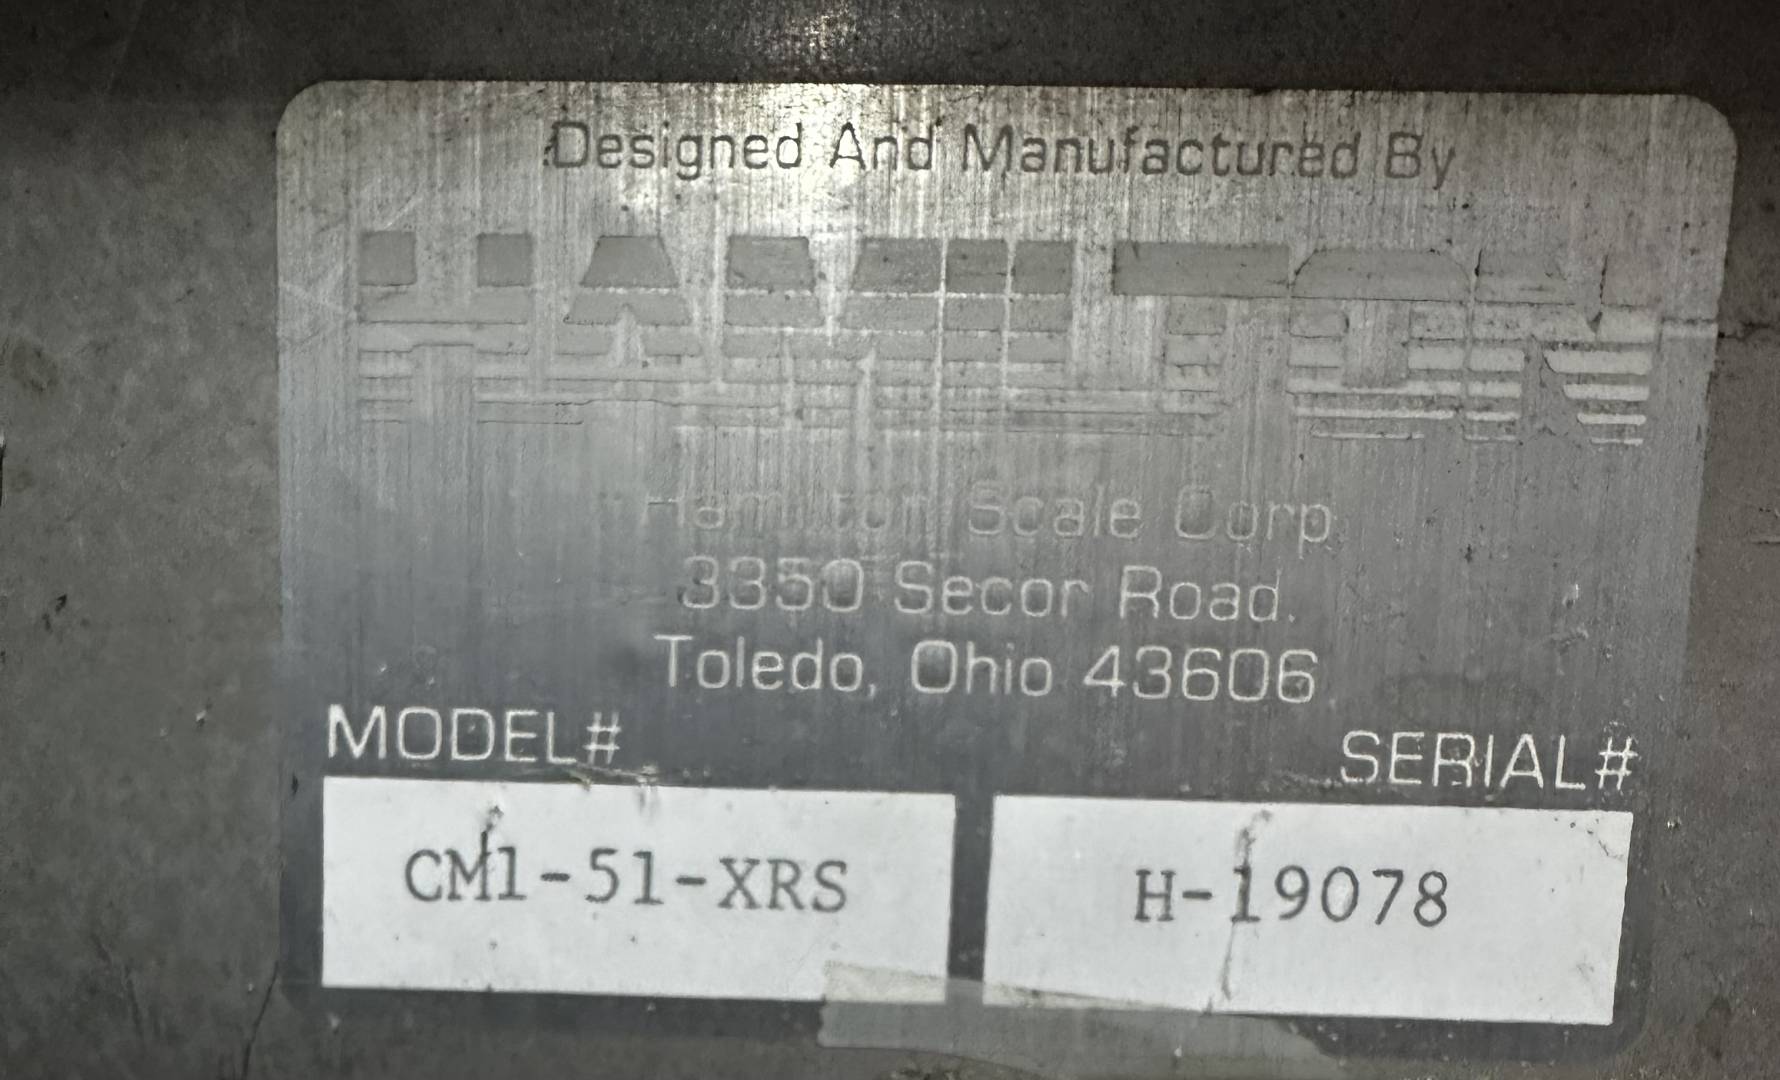 Designed And Manufactured By
HAMILTON
Hamilton Scale Corp.
3350 Secor Road.
Toledo, Ohio 43606
MODEL# SERIAL#
CM1-51-XRS H-19078